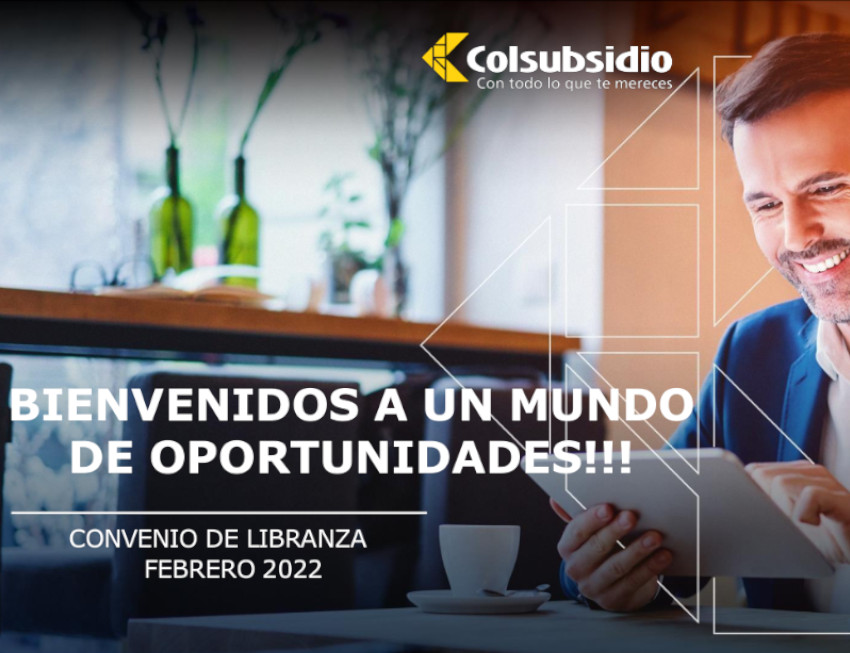 Colsubsidio
Con todo lo que te mereces
BIENVENIDOS A UN MUNDO
DE OPORTUNIDADES!!!
CONVENIO DE LIBRANZA
FEBRERO 2022